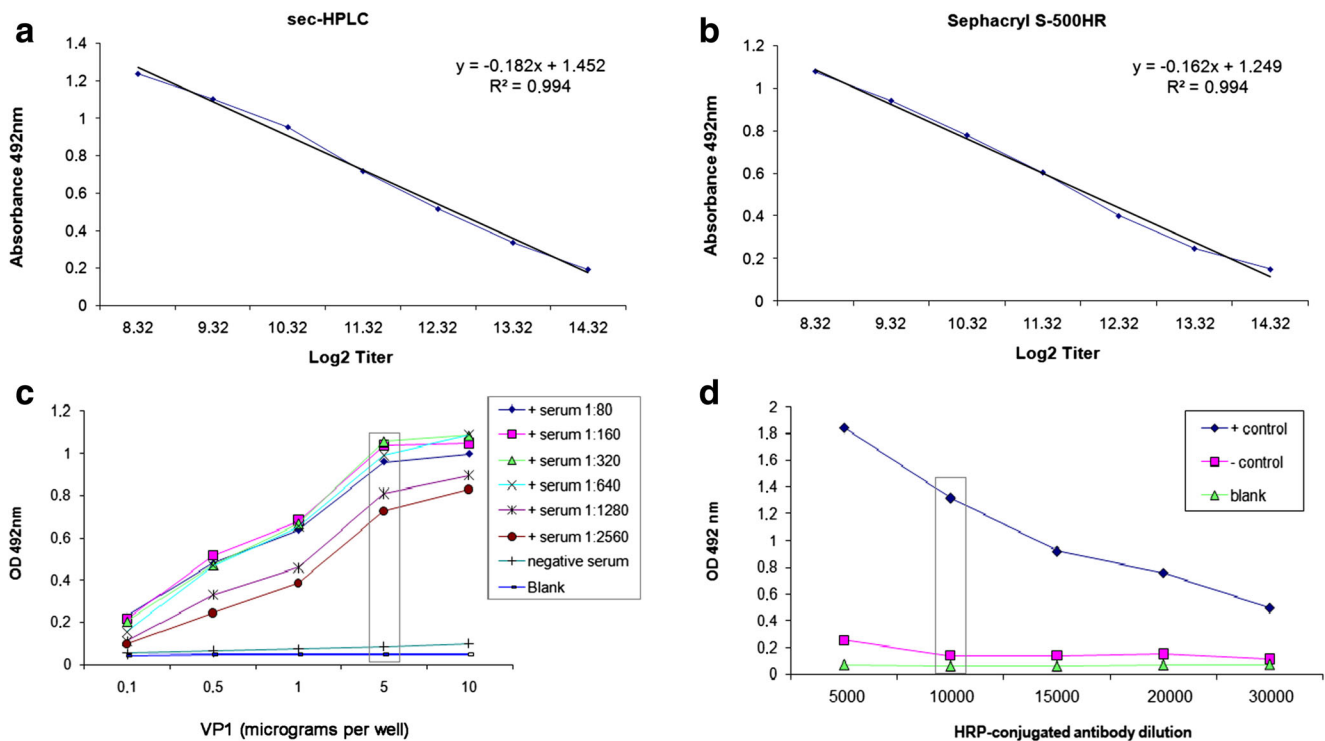 a
sec-HPLC
1.4
1.2
1
0.8
0.6
0.4
0.2
0
Absorbance 492nm
y = -0.182x + 1.452
R² = 0.994
8.32 9.32 10.32 11.32 12.32 13.32 14.32
Log2 Titer
b
Sephacryl S-500HR
1.2
1
0.8
0.6
0.4
0.2
0
Absorbance 492nm
y = -0.162x + 1.249
R² = 0.994
8.32 9.32 10.32 11.32 12.32 13.32 14.32
Log2 Titer
c
1.2
1
0.8
0.6
0.4
0.2
0
OD 492nm
+ serum 1:80
+ serum 1:160
+ serum 1:320
+ serum 1:640
+ serum 1:1280
+ serum 1:2560
negative serum
Blank
0,1 0.5 1 5 10
VP1 (micrograms per well)
d
2
1.8
1.6
1.4
1.2
1
0.8
0.6
0.4
0.2
0
OD 492 nm
+ control
- control
blank
5000 10000 15000 20000 30000
HRP-conjugated antibody dilution